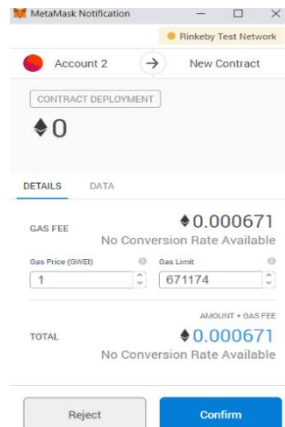 MetaMask Notification
Rinkeby Test Network
Account 2 New Contract
CONTRACT DEPLOYMENT
0
DETAILS DATA
GAS FEE 0.000671
No Conversion Rate Available
Gas Price (GWEI) Gas Limit
1 671174
AMOUNT + GAS FEE
TOTAL 0.000671
No Conversion Rate Available
Reject Confirm